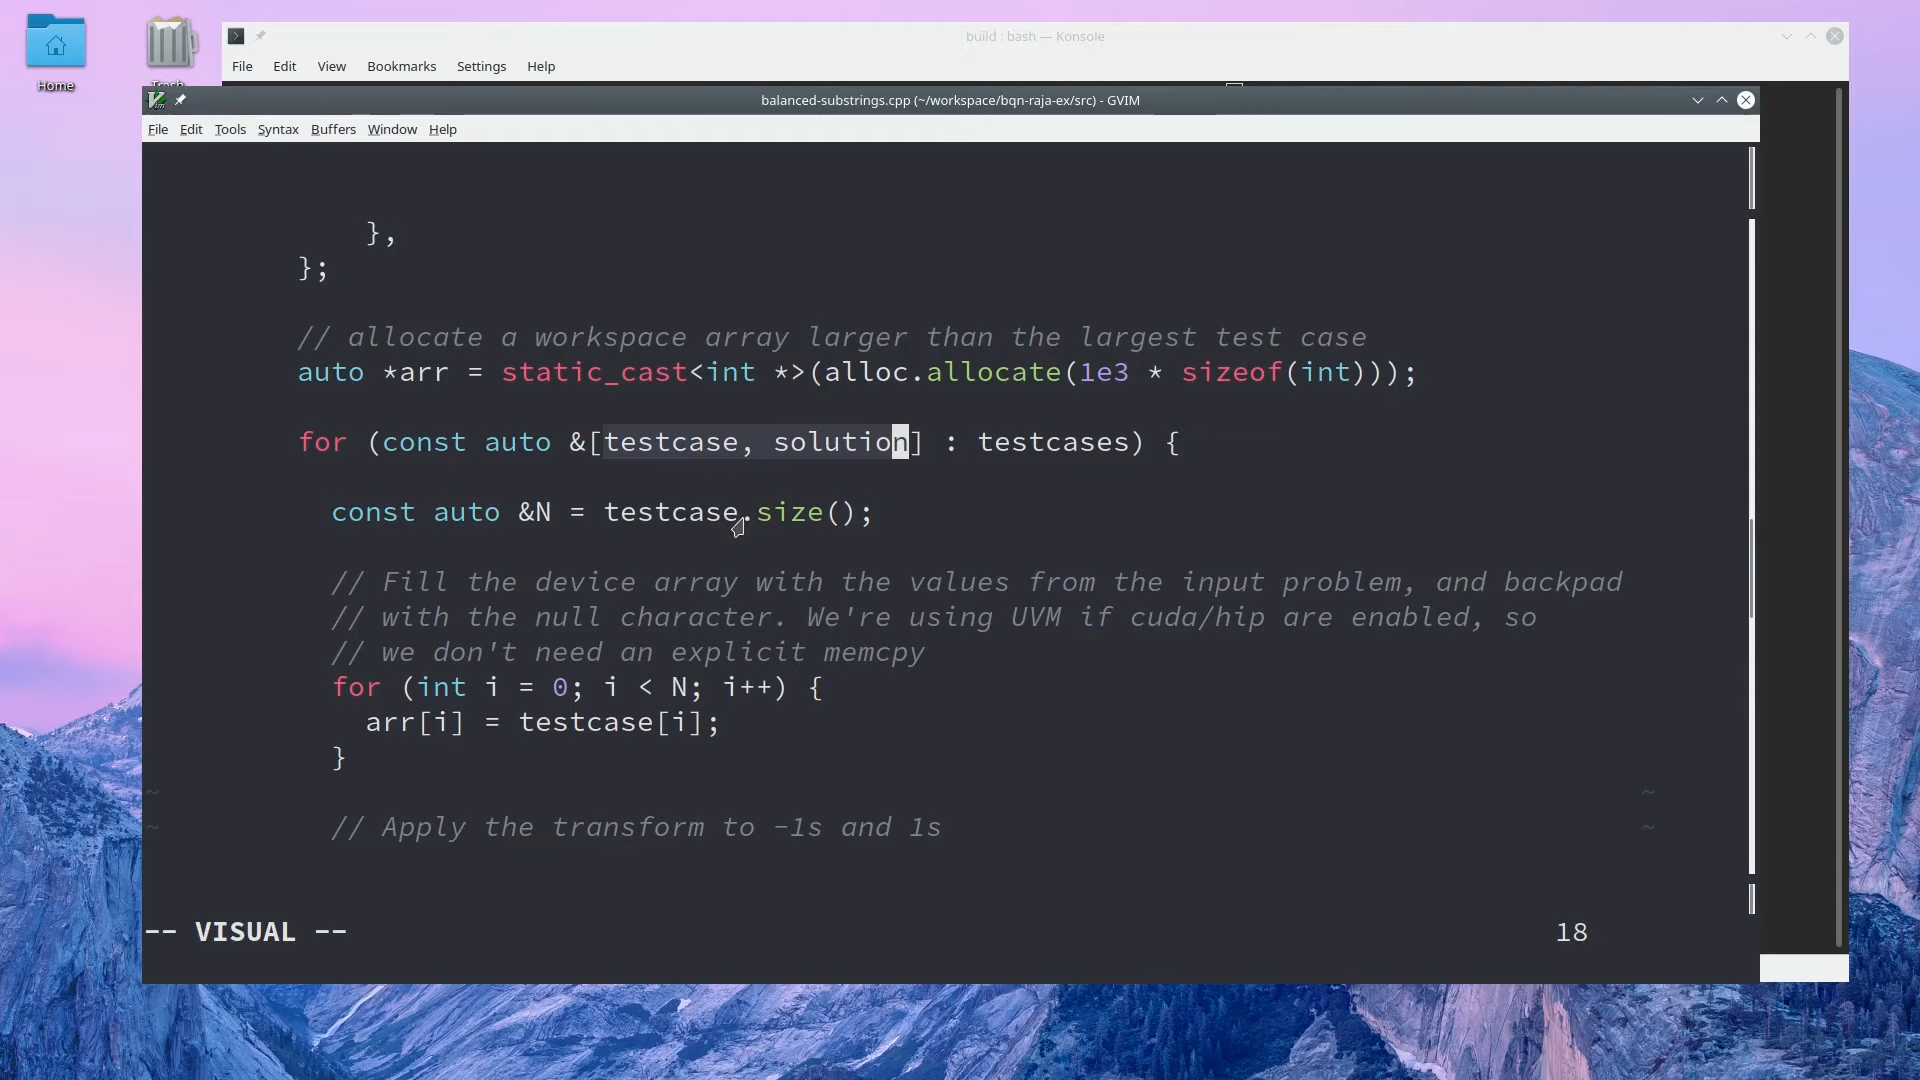 Home
Trash
build : bash — Konsole
File Edit View Bookmarks Settings Help
balanced-substrings.cpp (~/workspace/bqn-raja-ex/src) - GVIM
File Edit Tools Syntax Buffers Window Help
},
};
// allocate a workspace array larger than the largest test case
auto *arr = static_cast<int *>(alloc.allocate(1e3 * sizeof(int)));
for (const auto &[testcase, solution] : testcases) {
const auto &N = testcase.size();
// Fill the device array with the values from the input problem, and backpad
// with the null character. We're using UVM if cuda/hip are enabled, so
// we don't need an explicit memcpy
for (int i = 0; i < N; i++) {
arr[i] = testcase[i];
}
~ ~
~ ~
// Apply the transform to -1s and 1s
-- VISUAL -- 18